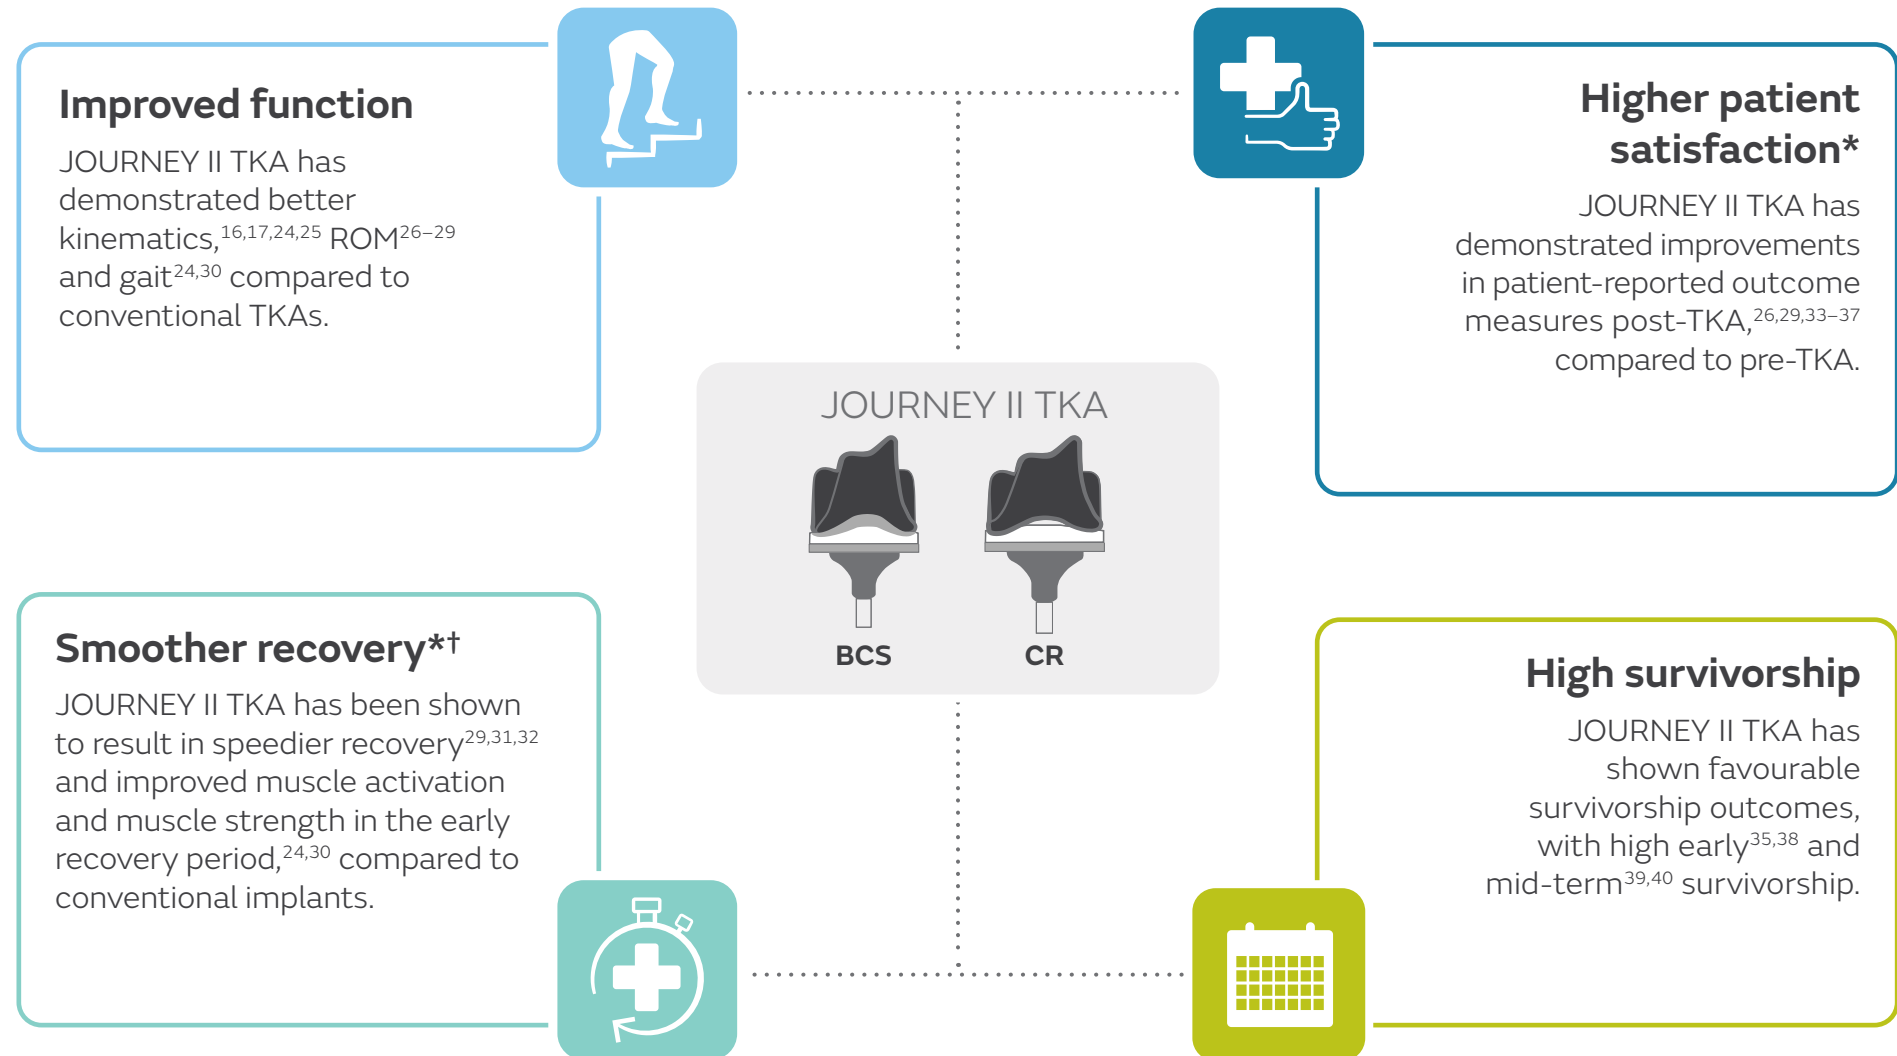 Improved function
JOURNEY II TKA has
demonstrated better
kinematics,16,17,24,25 ROM26–29
and gait24,30 compared to
conventional TKAs.
Higher patient
satisfaction*
JOURNEY II TKA has
demonstrated improvements
in patient-reported outcome
measures post-TKA,26,29,33–37
compared to pre-TKA.
JOURNEY II TKA
BCS
CR
Smoother recovery*†
JOURNEY II TKA has been shown
to result in speedier recovery29,31,32
and improved muscle activation
and muscle strength in the early
recovery period,24,30 compared to
conventional implants.
High survivorship
JOURNEY II TKA has
shown favourable
survivorship outcomes,
with high early35,38 and
mid-term39,40 survivorship.